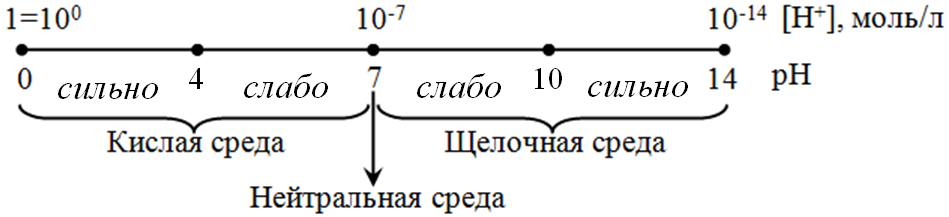 1=10⁰ 10⁻⁷ 10⁻¹⁴ [H⁺], моль/л
0 сильно 4 слабо 7 слабо 10 сильно 14 pH
Кислая среда Щелочная среда
Нейтральная среда